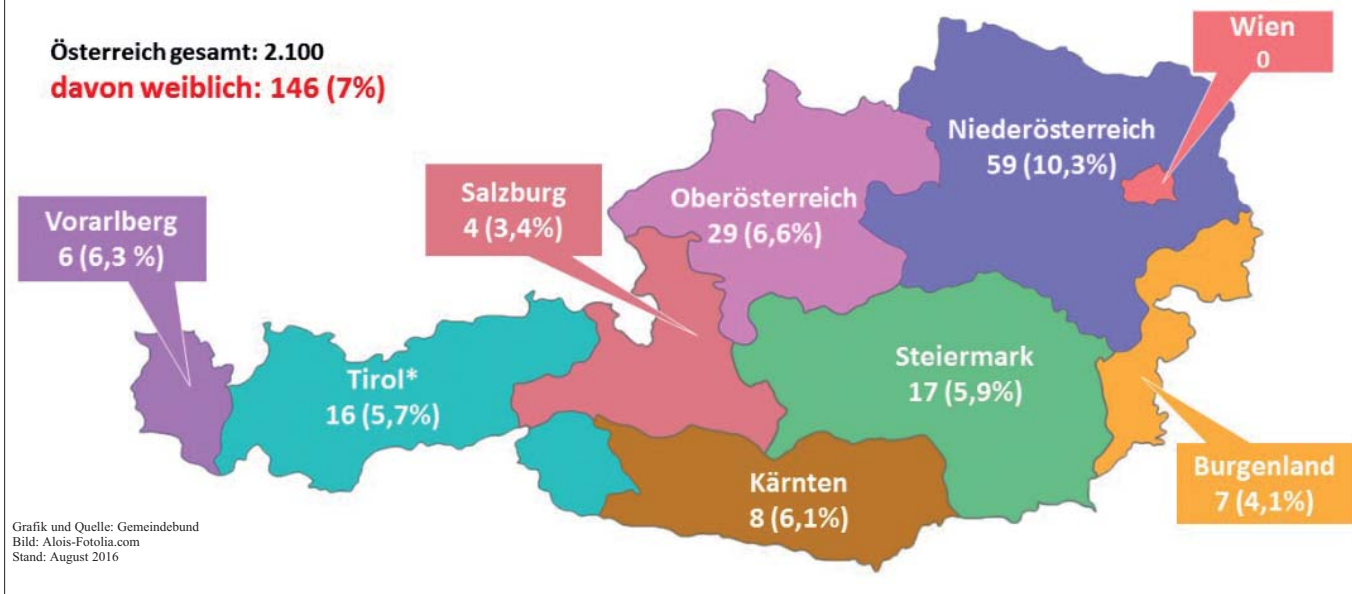 Österreich gesamt: 2.100
davon weiblich: 146 (7%)
Wien
0
Niederösterreich
59 (10,3%)
Oberösterreich
29 (6,6%)
Salzburg
4 (3,4%)
Vorarlberg
6 (6,3 %)
Tirol*
16 (5,7%)
Steiermark
17 (5,9%)
Kärnten
8 (6,1%)
Burgenland
7 (4,1%)
Grafik und Quelle: Gemeindebund
Bild: Alois-Fotolia.com
Stand: August 2016